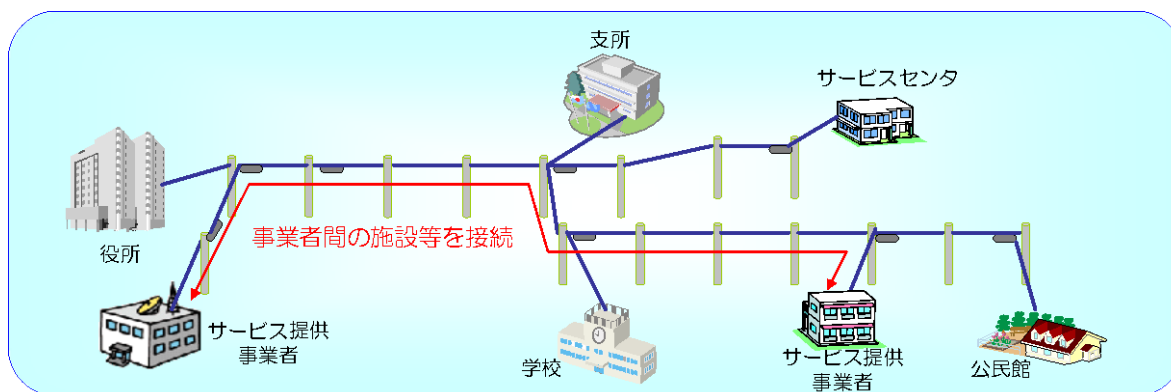 支所
サービスセンタ
役所
事業者間の施設等を接続
サービス提供
事業者
学校
サービス提供
事業者
公民館